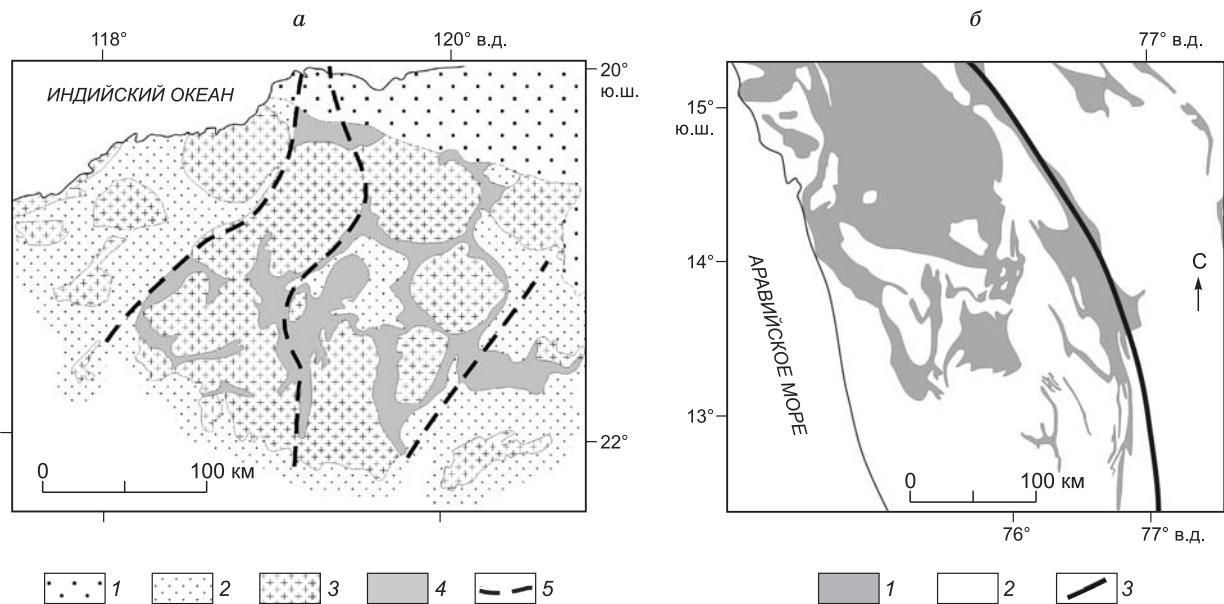 а
118°
120° в.д.
20°
ю.ш.
ИНДИЙСКИЙ ОКЕАН
22°
0
100 км
1
2
3
4
5
б
77° в.д.
15°
ю.ш.
14°
13°
АРАВИЙСКОЕ МОРЕ
С
0
100 км
76°
77° в.д.
1
2
3